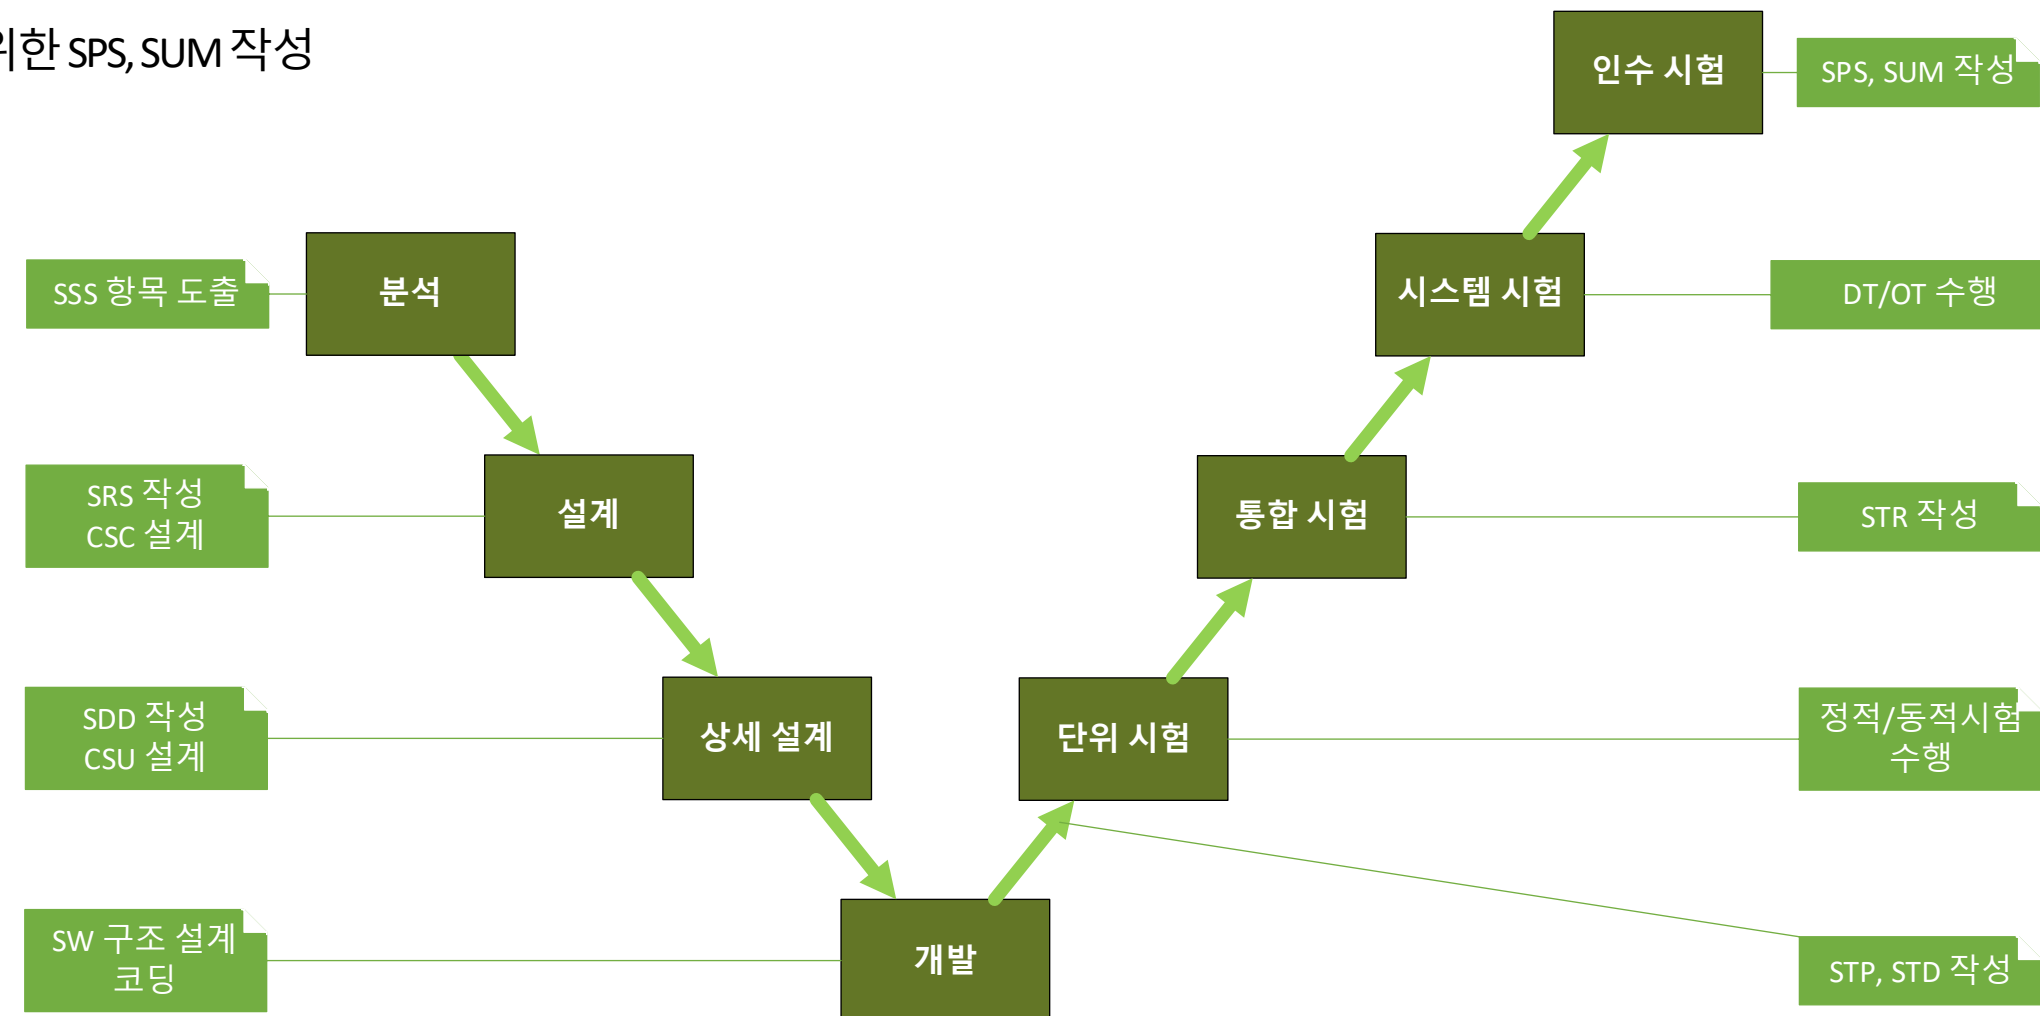 위한 SPS, SUM 작성
인수 시험
SPS, SUM 작성
분석
SSS 항목 도출
시스템 시험
DT/OT 수행
SRS 작성
CSC 설계
설계
통합 시험
STR 작성
SDD 작성
CSU 설계
상세 설계
단위 시험
정적/동적시험
수행
SW 구조 설계
코딩
개발
STP, STD 작성